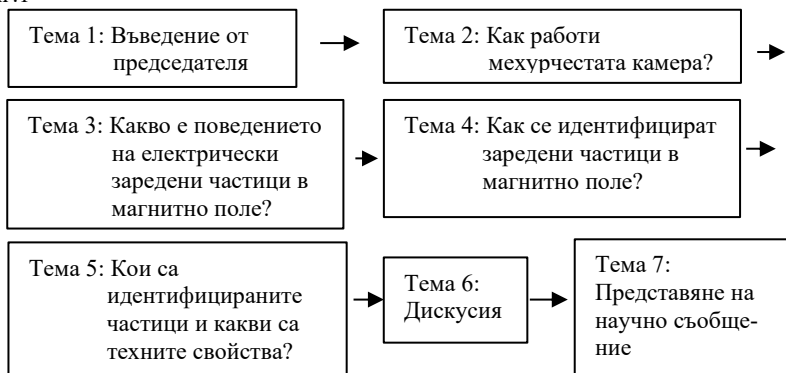 Тема 1: Въведение от
председателя
Тема 2: Как работи
мехурчестата камера?
Тема 3: Какво е поведението
на електрически
заредени частици в
магнитно поле?
Тема 4: Как се идентифицират
заредени частици в
магнитно поле?
Тема 5: Кои са
идентифицираните
частици и какви са
техните свойства?
Тема 6:
Дискусия
Тема 7:
Представяне на
научно съобще-
ние